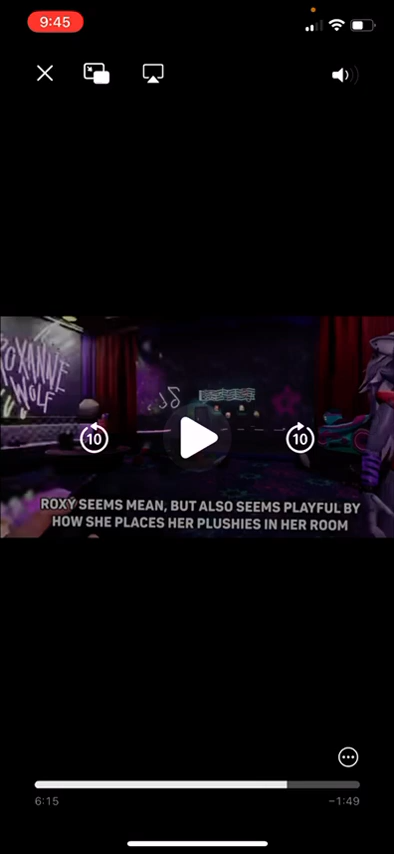 9:45
ROXANNE
WOLF
10
10
ROXY SEEMS MEAN, BUT ALSO SEEMS PLAYFUL BY
HOW SHE PLACES HER PLUSHIES IN HER ROOM
6:15
−1:49